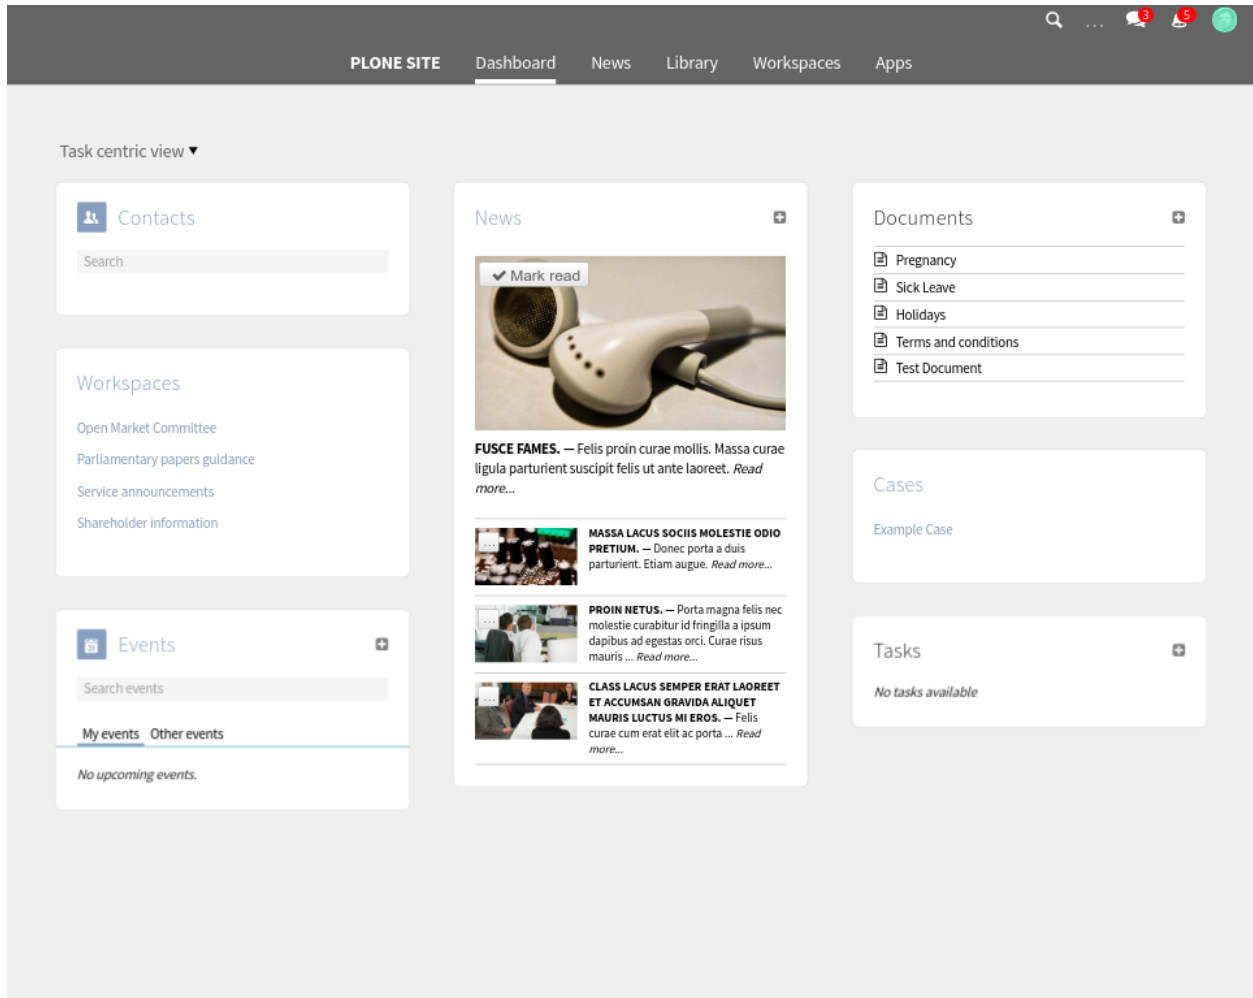 ... 3 5
PLONE SITE Dashboard News Library Workspaces Apps
Task centric view
Contacts
Search
Workspaces
Open Market Committee
Parliamentary papers guidance
Service announcements
Shareholder information
Events
Search events
My events Other events
No upcoming events.
News
Mark read
FUSCE FAMES. — Felis proin curae mollis. Massa curae
ligula parturient suscipit felis ut ante laoreet. Read
more...
...
MASSA LACUS SOCIIS MOLESTIE ODIO
PRETIUM. — Donec porta a duis
parturient. Etiam augue. Read more...
...
PROIN NETUS. — Porta magna felis nec
molestie curabitur id fringilla a ipsum
dapibus ad egestas orci. Curae risus
mauris ... Read more...
...
CLASS LACUS SEMPER ERAT LAOREET
ET ACCUMSAN GRAVIDA ALIQUET
MAURIS LUCTUS MI EROS. — Felis
curae cum erat elit ac porta ... Read
more...
Documents
Pregnancy
Sick Leave
Holidays
Terms and conditions
Test Document
Cases
Example Case
Tasks
No tasks available